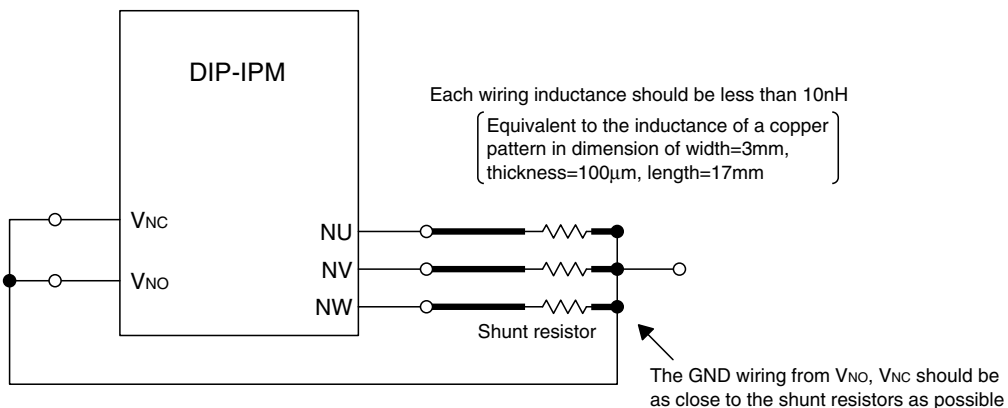 DIP-IPM
Each wiring inductance should be less than 10nH
Equivalent to the inductance of a copper
pattern in dimension of width=3mm,
thickness=100μm, length=17mm
VNC
NU
VNO
NV
NW
Shunt resistor
The GND wiring from VNO, VNC should be
as close to the shunt resistors as possible